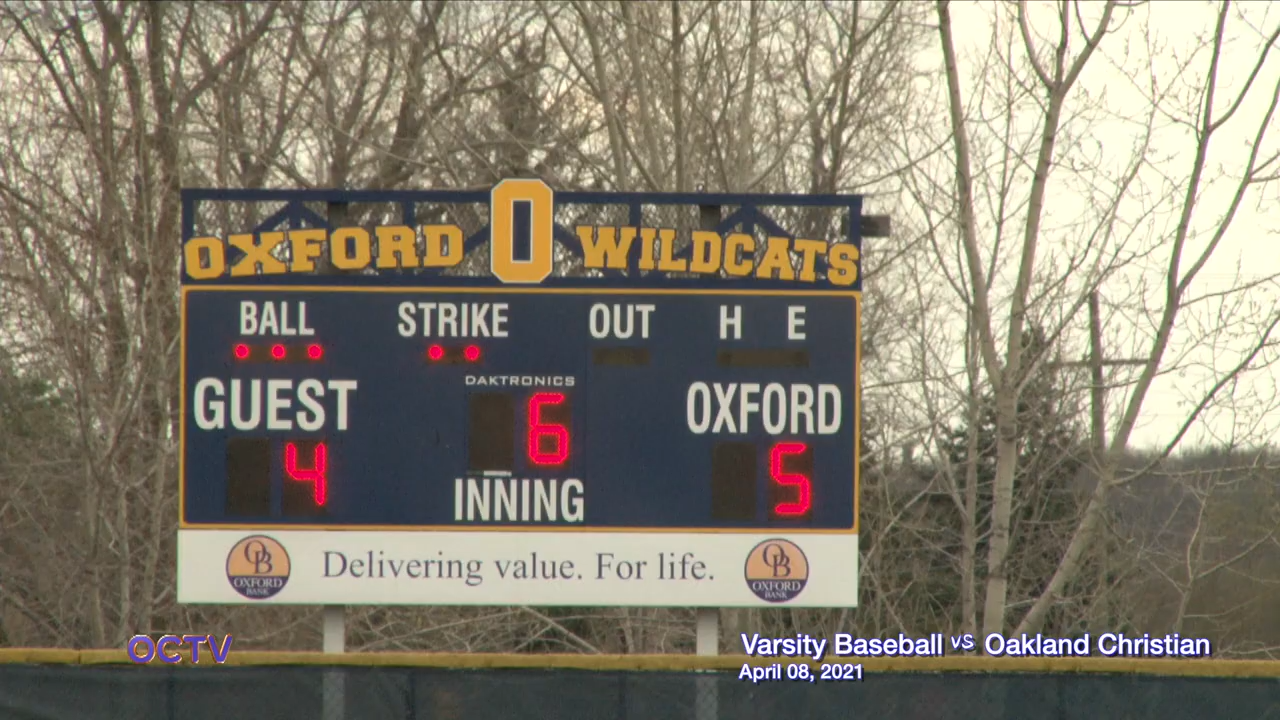 OXFORD O WILDCATS
BALL STRIKE OUT H E
DAKTRONICS
GUEST 6 OXFORD
4 INNING 5
OB OXFORD BANK Delivering value. For life. OB OXFORD BANK
OCTV
Varsity Baseball vs Oakland Christian
April 08, 2021